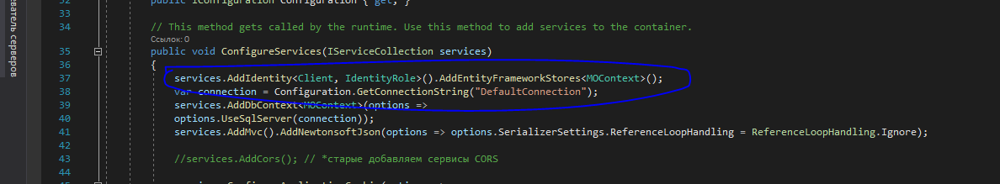 public IConfiguration Configuration { get; }
33
34 // This method gets called by the runtime. Use this method to add services to the container.
Ссылок: 0
35 public void ConfigureServices(IServiceCollection services)
36 {
37 services.AddIdentity<Client, IdentityRole>().AddEntityFrameworkStores<MOContext>();
38 var connection = Configuration.GetConnectionString("DefaultConnection");
39 services.AddDbContext<MOContext>(options =>
40 options.UseSqlServer(connection));
41 services.AddMvc().AddNewtonsoftJson(options => options.SerializerSettings.ReferenceLoopHandling = ReferenceLoopHandling.Ignore);
42
43 //services.AddCors(); // *старые добавляем сервисы CORS
44
ватель серверов